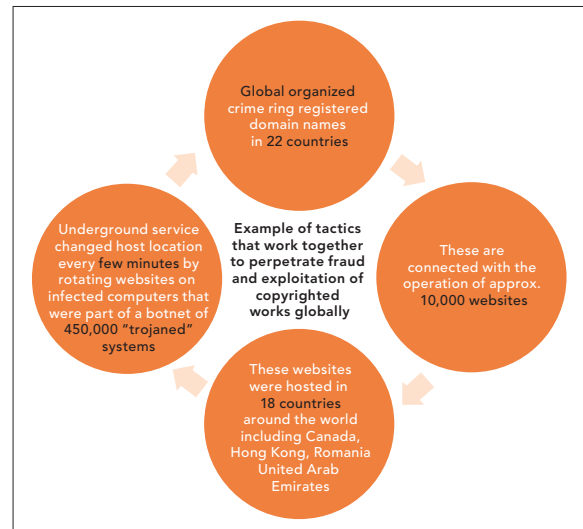 Global organized
crime ring registered
domain names
in 22 countries
Underground service
changed host location
every few minutes by
rotating websites on
infected computers that
were part of a botnet of
450,000 "trojaned"
systems
Example of tactics
that work together
to perpetrate fraud
and exploitation of
copyrighted
works globally
These are
connected with the
operation of approx.
10,000 websites
These websites
were hosted in
18 countries
around the world
including Canada,
Hong Kong, Romania
United Arab
Emirates